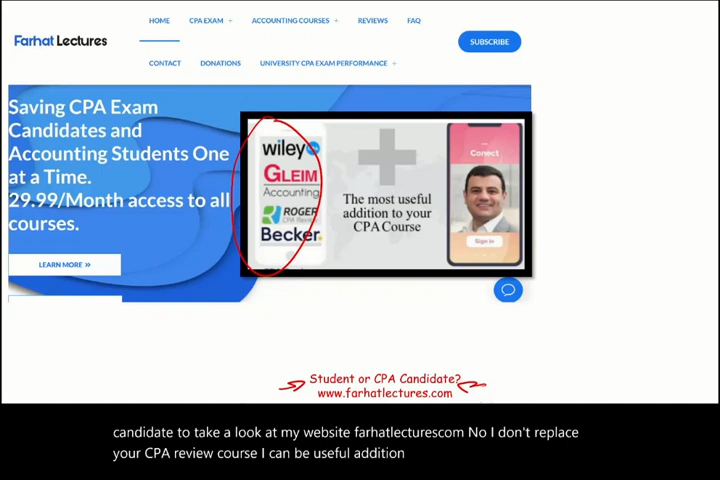 HOME
CPA EXAM +
ACCOUNTING COURSES +
REVIEWS
FAQ
Farhat Lectures
SUBSCRIBE
CONTACT
DONATIONS
UNIVERSITY CPA EXAM PERFORMANCE +
Saving CPA Exam
Candidates and
Accounting Students One
at a Time.
29.99/Month access to all
courses.
LEARN MORE »
wiley
GLEIM
Accounting
ROGER
CPA Review
Becker.
The most useful
addition to your
CPA Course
Conect
Sign in
Student or CPA Candidate?
www.farhatlectures.com
candidate to take a look at my website farhatlecturescom No I don't replace
your CPA review course I can be useful addition